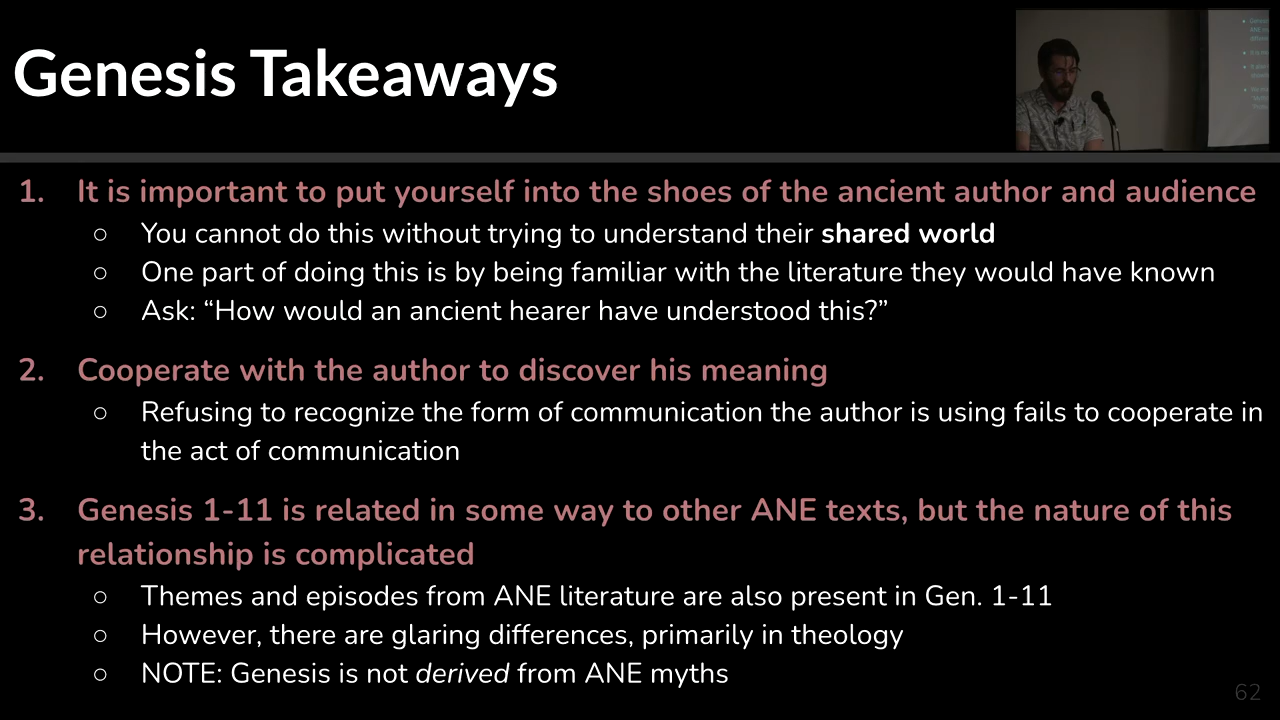 Genesis Takeaways
1. It is important to put yourself into the shoes of the ancient author and audience
○ You cannot do this without trying to understand their shared world
○ One part of doing this is by being familiar with the literature they would have known
○ Ask: “How would an ancient hearer have understood this?”
2. Cooperate with the author to discover his meaning
○ Refusing to recognize the form of communication the author is using fails to cooperate in
the act of communication
3. Genesis 1-11 is related in some way to other ANE texts, but the nature of this
relationship is complicated
○ Themes and episodes from ANE literature are also present in Gen. 1-11
○ However, there are glaring differences, primarily in theology
○ NOTE: Genesis is not derived from ANE myths
62